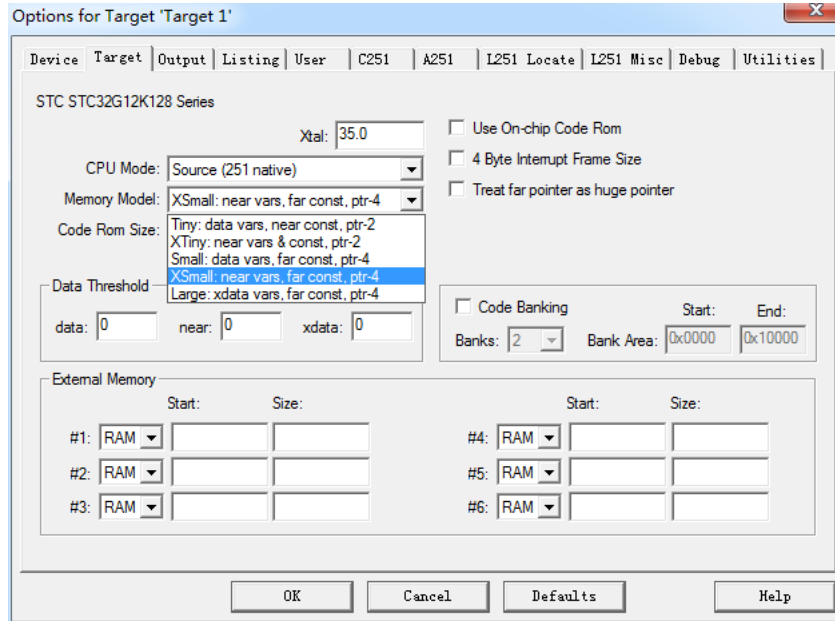 Options for Target 'Target 1'
Device Target Output Listing User C251 A251 L251 Locate L251 Misc Debug Utilities
STC STC32G12K128 Series
Xtal: 35.0
Use On-chip Code Rom
CPU Mode: Source (251 native)
4 Byte Interrupt Frame Size
Memory Model: XSmall: near vars, far const, ptr-4
Treat far pointer as huge pointer
Code Rom Size:
Tiny: data vars, near const, ptr-2
XTiny: near vars & const, ptr-2
Small: data vars, far const, ptr-4
XSmall: near vars, far const, ptr-4
Large: xdata vars, far const, ptr-4
Data Threshold
data: 0 near: 0 xdata: 0
Code Banking Start: End:
Banks: 2 Bank Area: 0x0000 0x10000
External Memory
Start: Size: Start: Size:
#1: RAM #4: RAM
#2: RAM #5: RAM
#3: RAM #6: RAM
OK Cancel Defaults Help